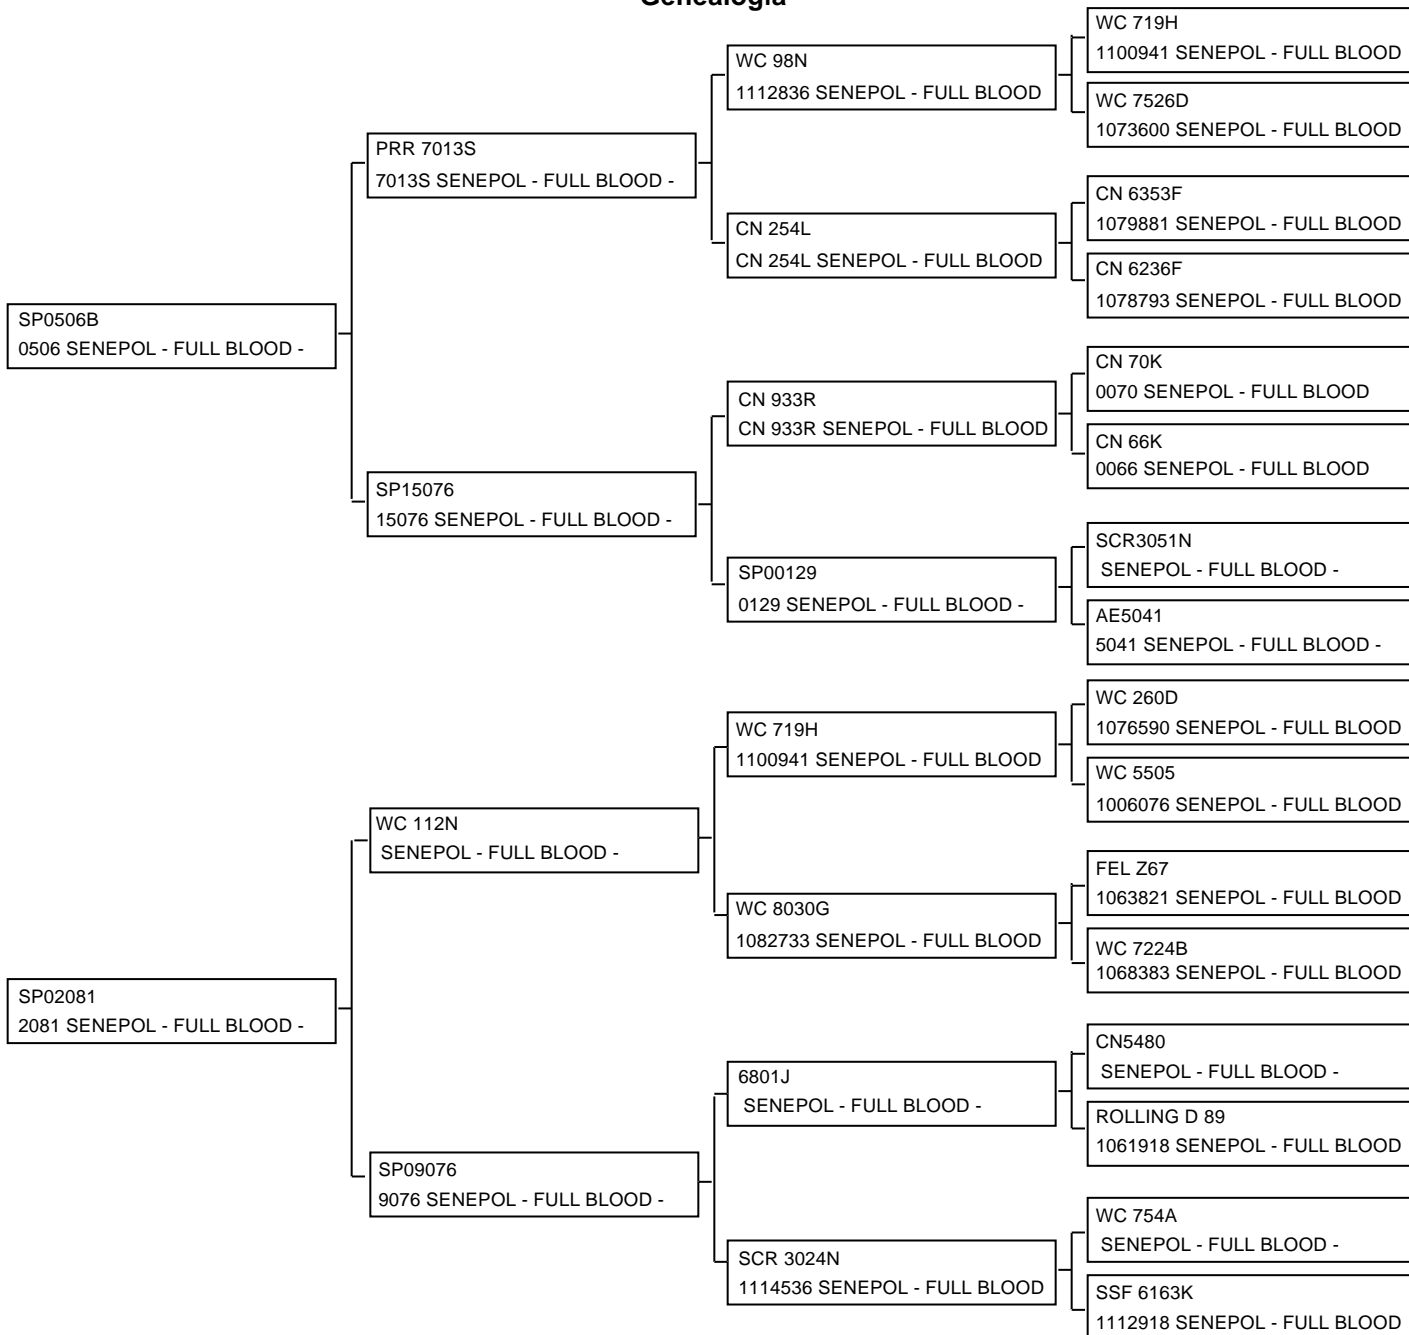 Genealogia
WC 719H
1100941 SENEPOL - FULL BLOOD
WC 98N
1112836 SENEPOL - FULL BLOOD
WC 7526D
1073600 SENEPOL - FULL BLOOD
PRR 7013S
7013S SENEPOL - FULL BLOOD -
CN 6353F
1079881 SENEPOL - FULL BLOOD
CN 254L
CN 254L SENEPOL - FULL BLOOD
CN 6236F
1078793 SENEPOL - FULL BLOOD
SP0506B
0506 SENEPOL - FULL BLOOD -
CN 70K
0070 SENEPOL - FULL BLOOD
CN 933R
CN 933R SENEPOL - FULL BLOOD
CN 66K
0066 SENEPOL - FULL BLOOD
SP15076
15076 SENEPOL - FULL BLOOD -
SCR3051N
SENEPOL - FULL BLOOD -
SP00129
0129 SENEPOL - FULL BLOOD -
AE5041
5041 SENEPOL - FULL BLOOD -
WC 260D
1076590 SENEPOL - FULL BLOOD
WC 719H
1100941 SENEPOL - FULL BLOOD
WC 5505
1006076 SENEPOL - FULL BLOOD
WC 112N
SENEPOL - FULL BLOOD -
FEL Z67
1063821 SENEPOL - FULL BLOOD
WC 8030G
1082733 SENEPOL - FULL BLOOD
WC 7224B
1068383 SENEPOL - FULL BLOOD
SP02081
2081 SENEPOL - FULL BLOOD -
CN5480
SENEPOL - FULL BLOOD -
6801J
SENEPOL - FULL BLOOD -
ROLLING D 89
1061918 SENEPOL - FULL BLOOD
SP09076
9076 SENEPOL - FULL BLOOD -
WC 754A
SENEPOL - FULL BLOOD -
SCR 3024N
1114536 SENEPOL - FULL BLOOD
SSF 6163K
1112918 SENEPOL - FULL BLOOD